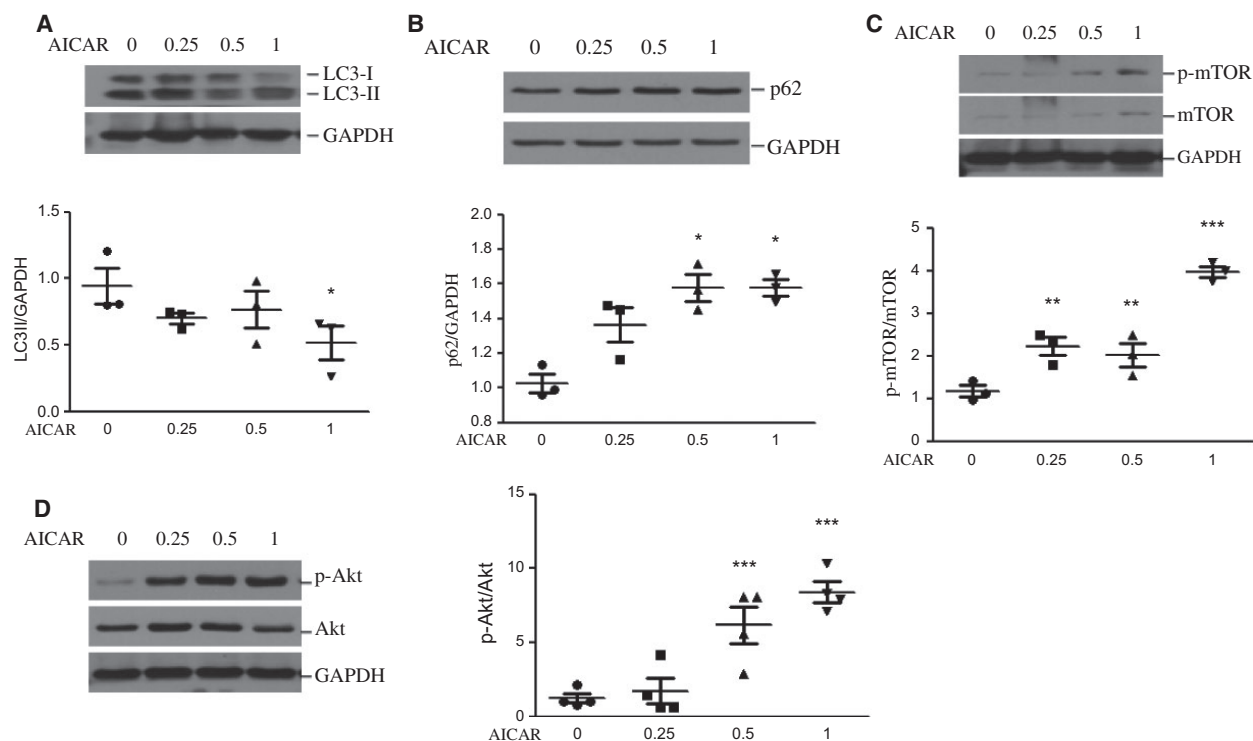 A
AICAR 0 0.25 0.5 1
LC3-I
LC3-II
GAPDH
LC3II/GAPDH
1.5
1.0
0.5
0.0
*
AICAR 0 0.25 0.5 1
B
AICAR 0 0.25 0.5 1
p62
GAPDH
p62/GAPDH
2.0
1.8
1.6
1.4
1.2
1.0
0.8
* *
AICAR 0 0.25 0.5 1
C
AICAR 0 0.25 0.5 1
p-mTOR
mTOR
GAPDH
p-mTOR/mTOR
5
4
3
2
1
0
** ** ***
AICAR 0 0.25 0.5 1
D
AICAR 0 0.25 0.5 1
p-Akt
Akt
GAPDH
p-Akt/Akt
15
10
5
0
*** ***
AICAR 0 0.25 0.5 1